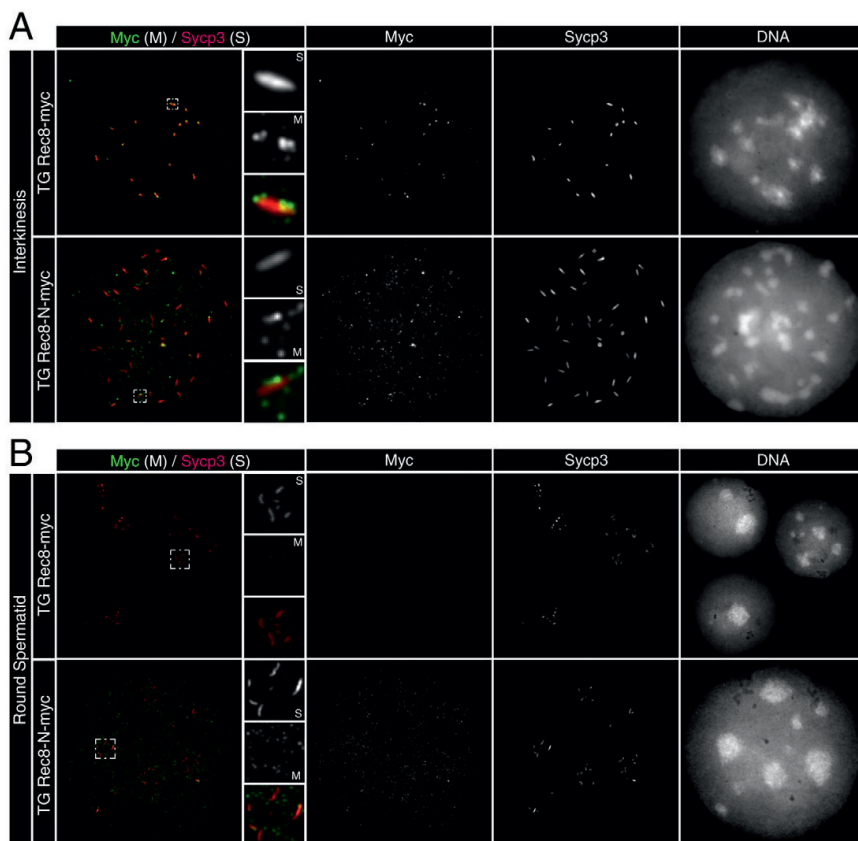 A
Myc (M) / Sycp3 (S)
Myc
Sycp3
DNA
Interkinesis
TG Rec8-myc
S
M
TG Rec8-N-myc
S
M
B
Myc (M) / Sycp3 (S)
Myc
Sycp3
DNA
Round Spermatid
TG Rec8-myc
S
M
TG Rec8-N-myc
S
M